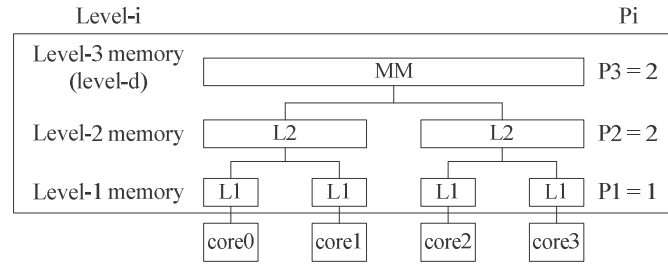 Level-i Pi
Level-3 memory
(level-d)
MM
P3 = 2
Level-2 memory L2 L2 P2 = 2
Level-1 memory L1 L1 L1 L1 P1 = 1
core0 core1 core2 core3